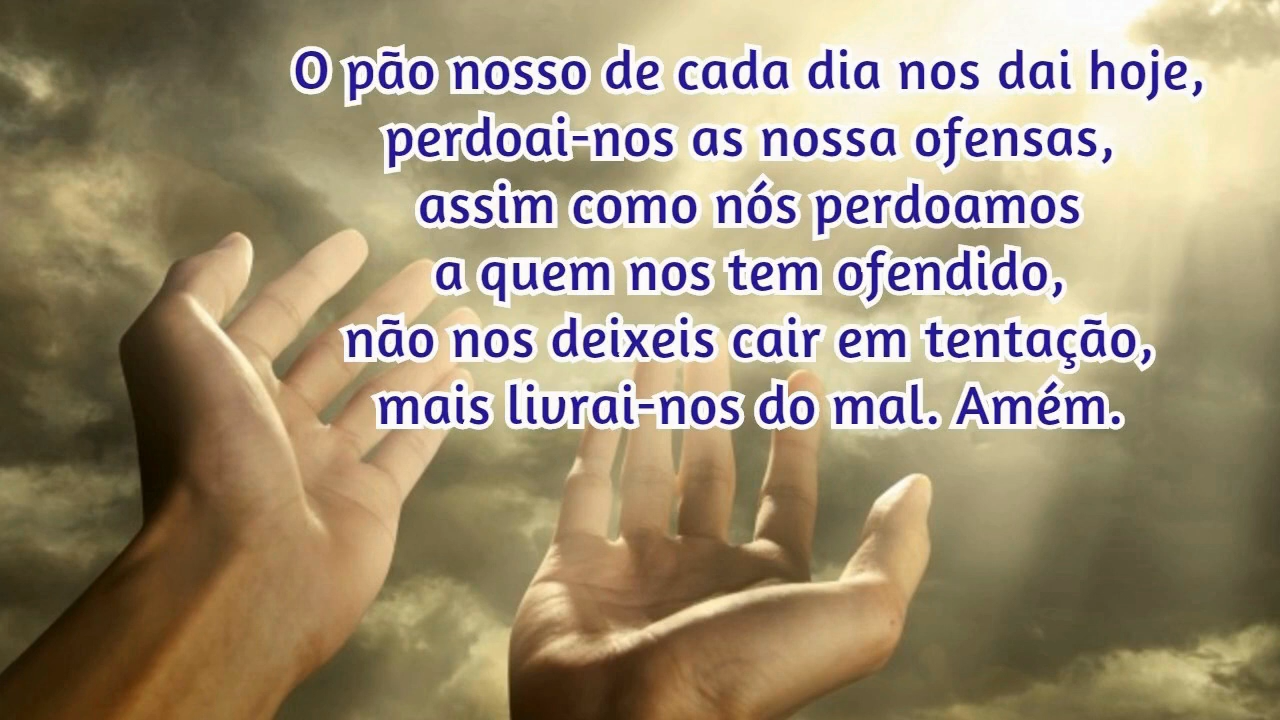 O pão nosso de cada dia nos dai hoje,
perdoai-nos as nossa ofensas,
assim como nós perdoamos
a quem nos tem ofendido,
não nos deixeis cair em tentação,
mais livrai-nos do mal. Amém.